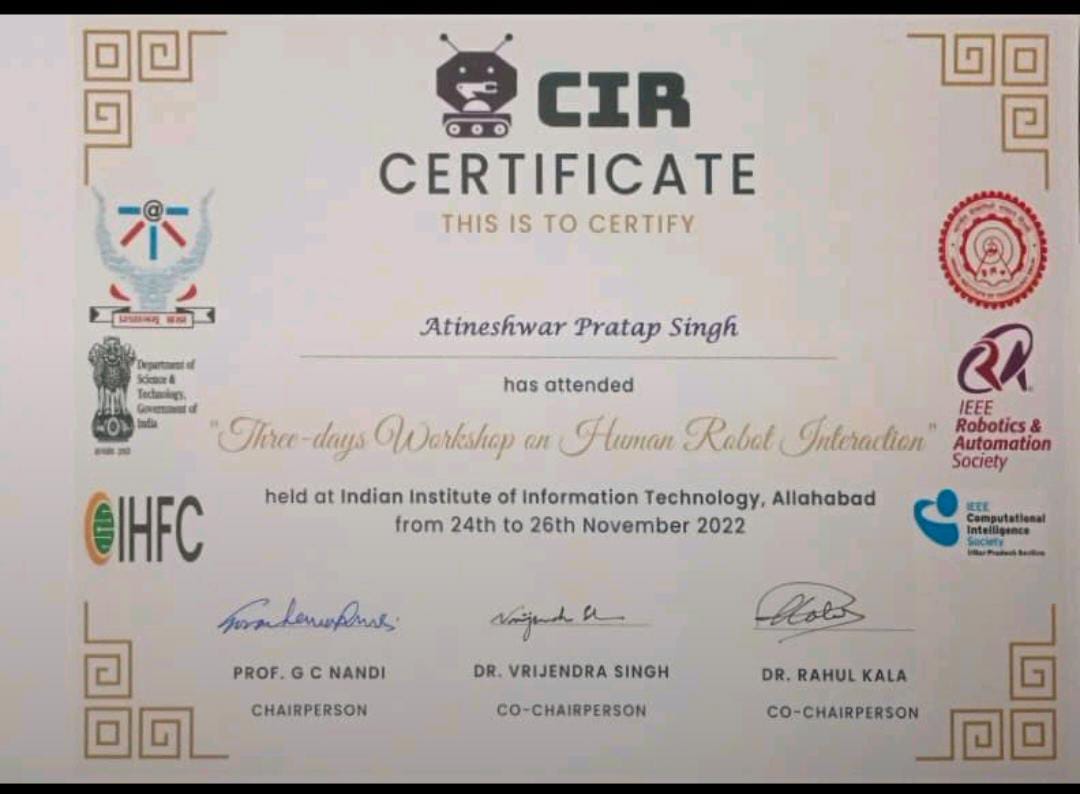 CIR
CERTIFICATE
THIS IS TO CERTIFY
@
Department of
Science &
Technology,
Government of
India
IHFC
IEEE
Robotics &
Automation
Society
IEEE
Computational
Intelligence
Society
Uttar Pradesh Section
Atineshwar Pratap Singh
has attended
"Three-days Workshop on Human Robot Interaction"
held at Indian Institute of Information Technology, Allahabad
from 24th to 26th November 2022
PROF. G C NANDI
CHAIRPERSON
DR. VRIJENDRA SINGH
CO-CHAIRPERSON
DR. RAHUL KALA
CO-CHAIRPERSON